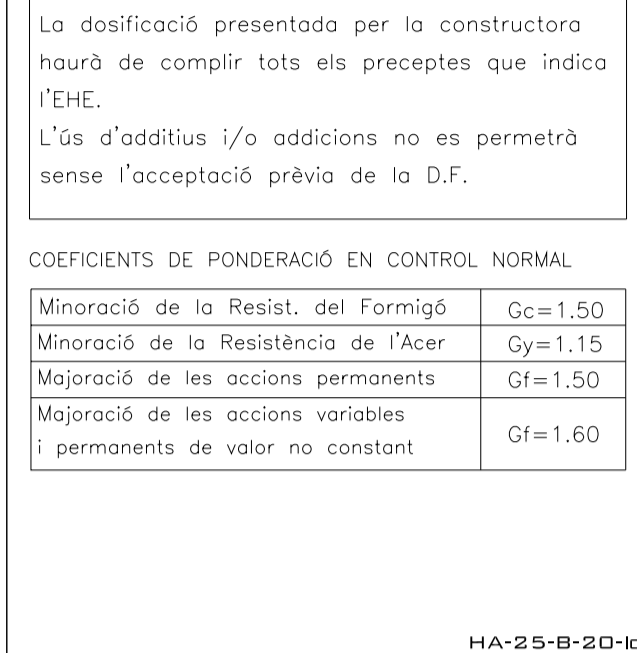 La dosificació presentada per la constructora
haurà de complir tots els preceptes que indica
l'EHE.
L'ús d'additius i/o addicions no es permetrà
sense l'acceptació prèvia de la D.F.
COEFICIENTS DE PONDERACIÓ EN CONTROL NORMAL
Minoració de la Resist. del Formigó Gc=1.50
Minoració de la Resistència de l'Acer Gy=1.15
Majoració de les accions permanents Gf=1.50
Majoració de les accions variables
i permanents de valor no constant Gf=1.60
HA-25-B-20-